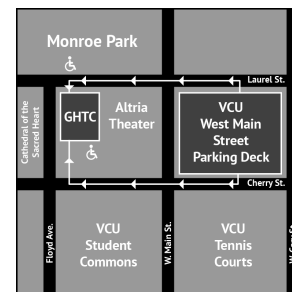 Monroe Park
Laurel St.
Cathedral of the
Sacred Heart
GHTC
Altria
Theater
VCU
West Main
Street
Parking Deck
Cherry St.
Floyd Ave.
VCU
Student
Commons
W. Main St.
VCU
Tennis
Courts